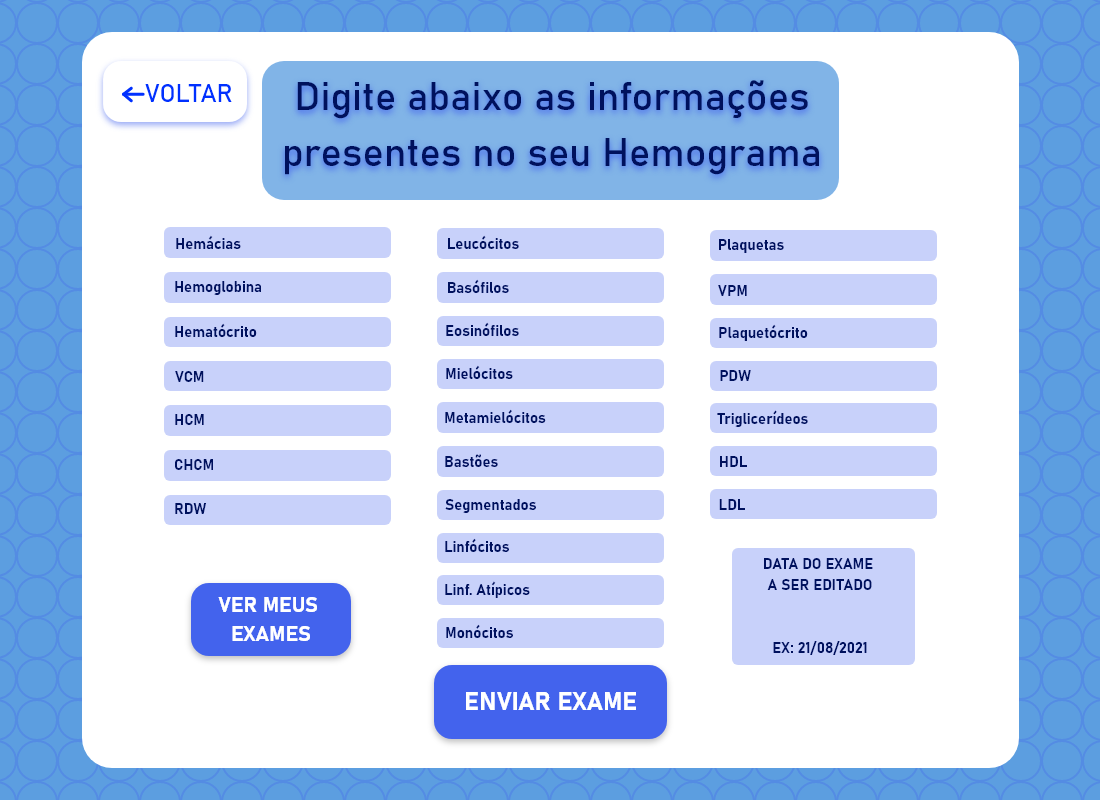 ←VOLTAR
Digite abaixo as informações
presentes no seu Hemograma
Hemácias
Hemoglobina
Hematócrito
VCM
HCM
CHCM
RDW
VER MEUS
EXAMES
Leucócitos
Basófilos
Eosinófilos
Mielócitos
Metamielócitos
Bastões
Segmentados
Linfócitos
Linf. Atípicos
Monócitos
ENVIAR EXAME
Plaquetas
VPM
Plaquetócrito
PDW
Triglicerídeos
HDL
LDL
DATA DO EXAME
A SER EDITADO
EX: 21/08/2021